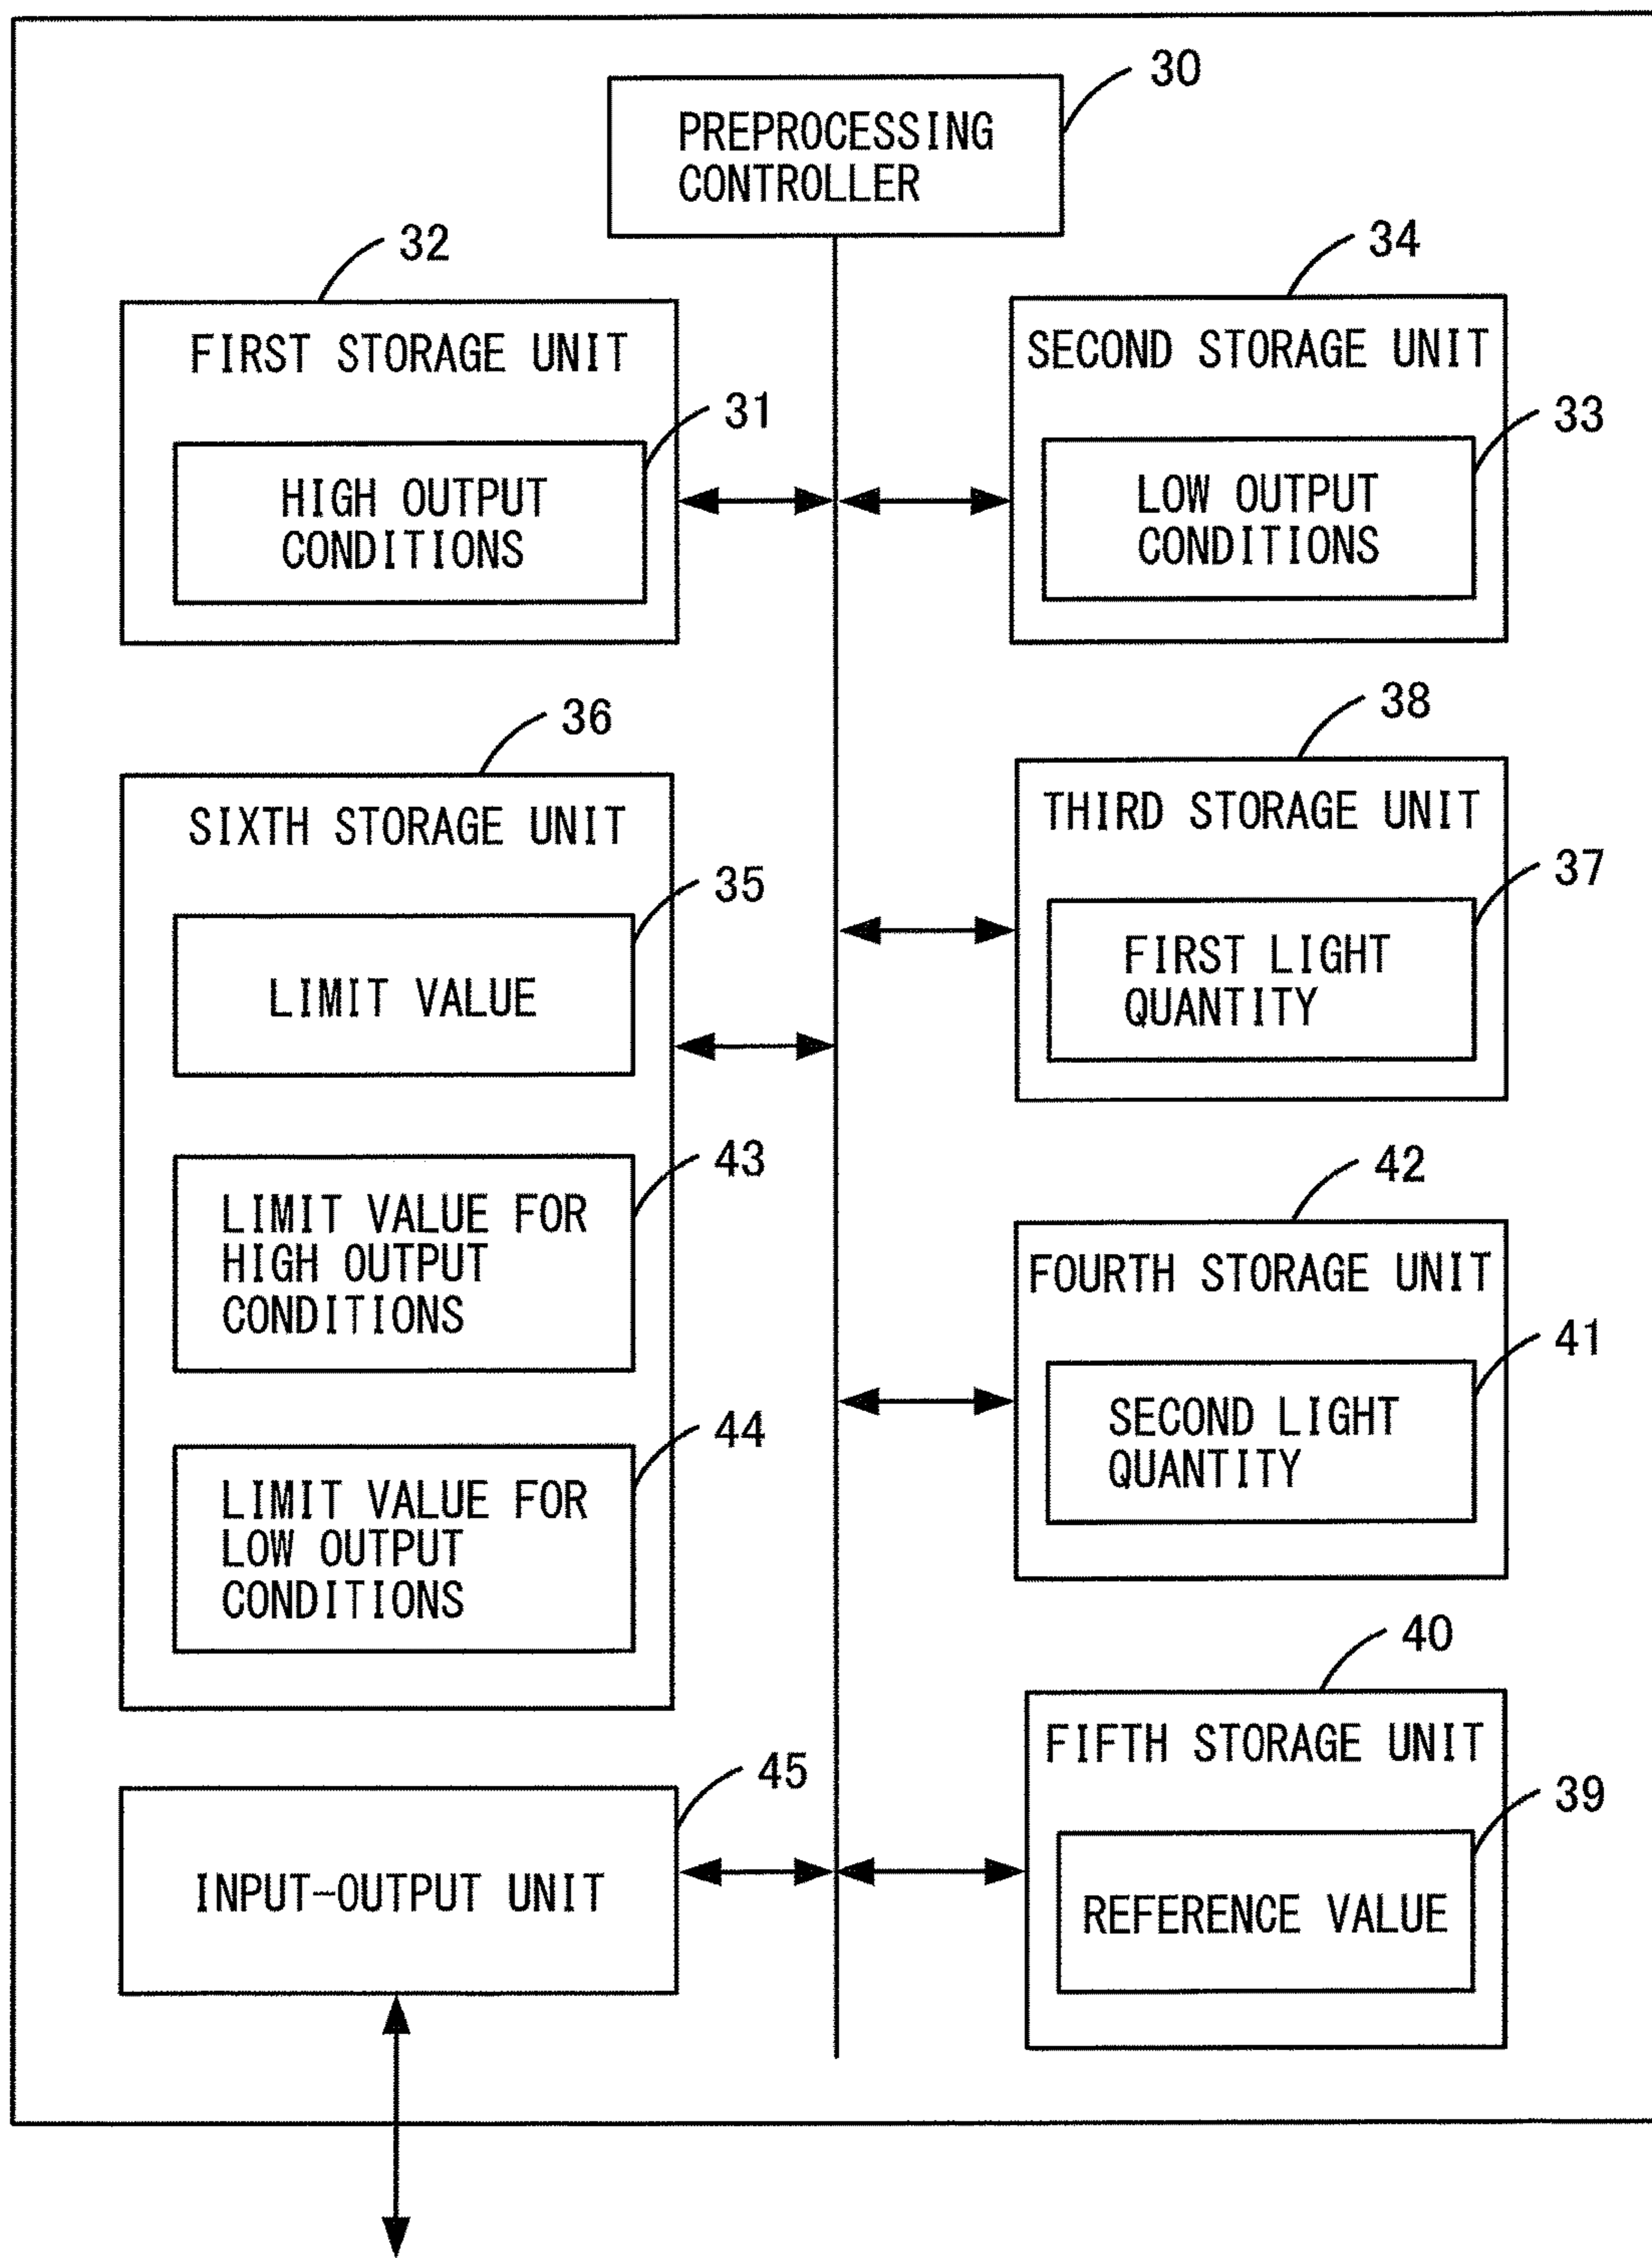 30
PREPROCESSING
CONTROLLER
32
FIRST STORAGE UNIT
31
HIGH OUTPUT
CONDITIONS
34
SECOND STORAGE UNIT
33
LOW OUTPUT
CONDITIONS
36
SIXTH STORAGE UNIT
35
LIMIT VALUE
43
LIMIT VALUE FOR
HIGH OUTPUT
CONDITIONS
44
LIMIT VALUE FOR
LOW OUTPUT
CONDITIONS
38
THIRD STORAGE UNIT
37
FIRST LIGHT
QUANTITY
42
FOURTH STORAGE UNIT
41
SECOND LIGHT
QUANTITY
40
FIFTH STORAGE UNIT
39
REFERENCE VALUE
45
INPUT-OUTPUT UNIT